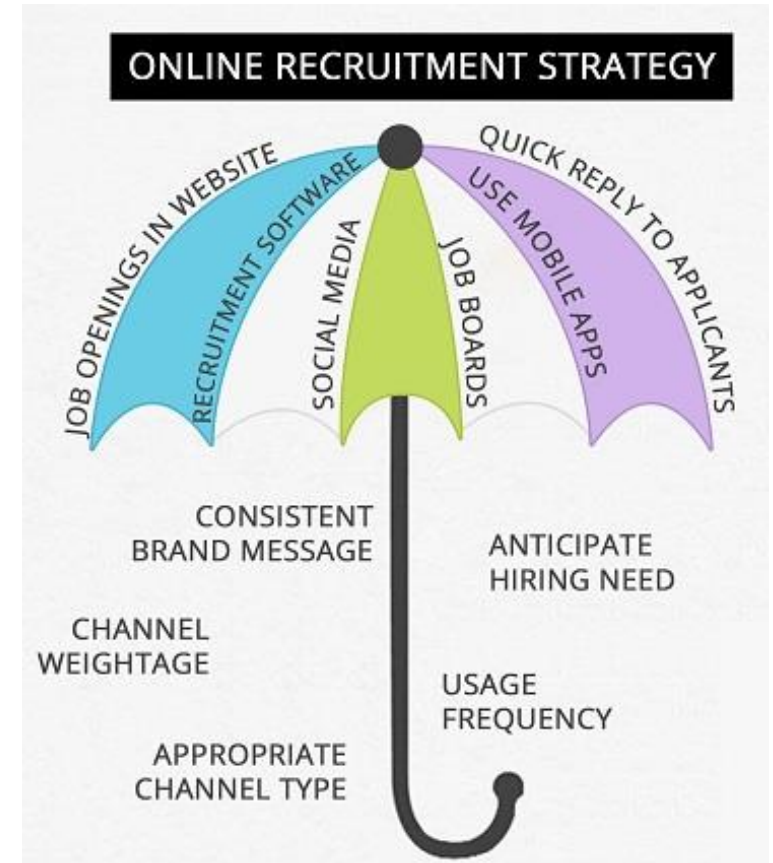 ONLINE RECRUITMENT STRATEGY
JOB OPENINGS IN WEBSITE
RECRUITMENT SOFTWARE
SOCIAL MEDIA
JOB BOARDS
USE MOBILE APPS
QUICK REPLY TO APPLICANTS
CONSISTENT
BRAND MESSAGE
ANTICIPATE
HIRING NEED
CHANNEL
WEIGHTAGE
USAGE
FREQUENCY
APPROPRIATE
CHANNEL TYPE